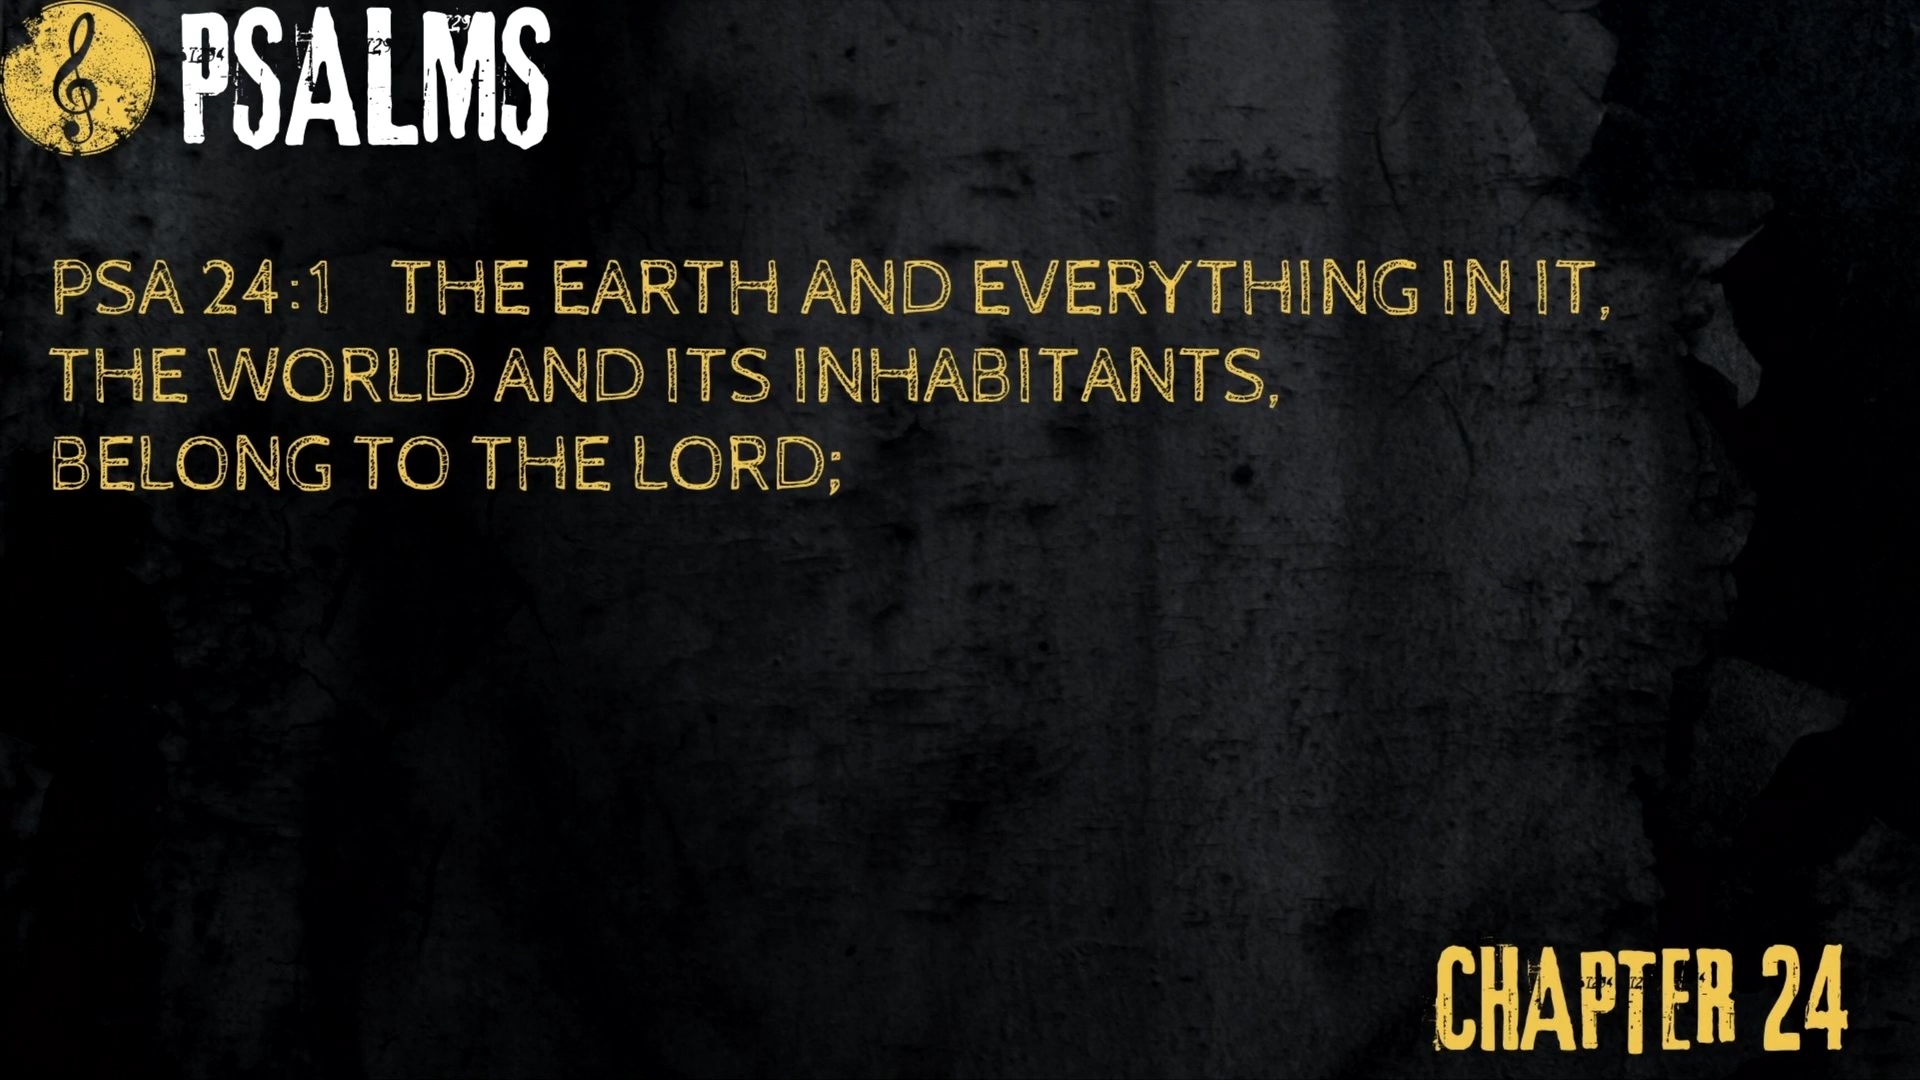 PSALMS
PSA 24:1 THE EARTH AND EVERYTHING IN IT,
THE WORLD AND ITS INHABITANTS,
BELONG TO THE LORD;
CHAPTER 24